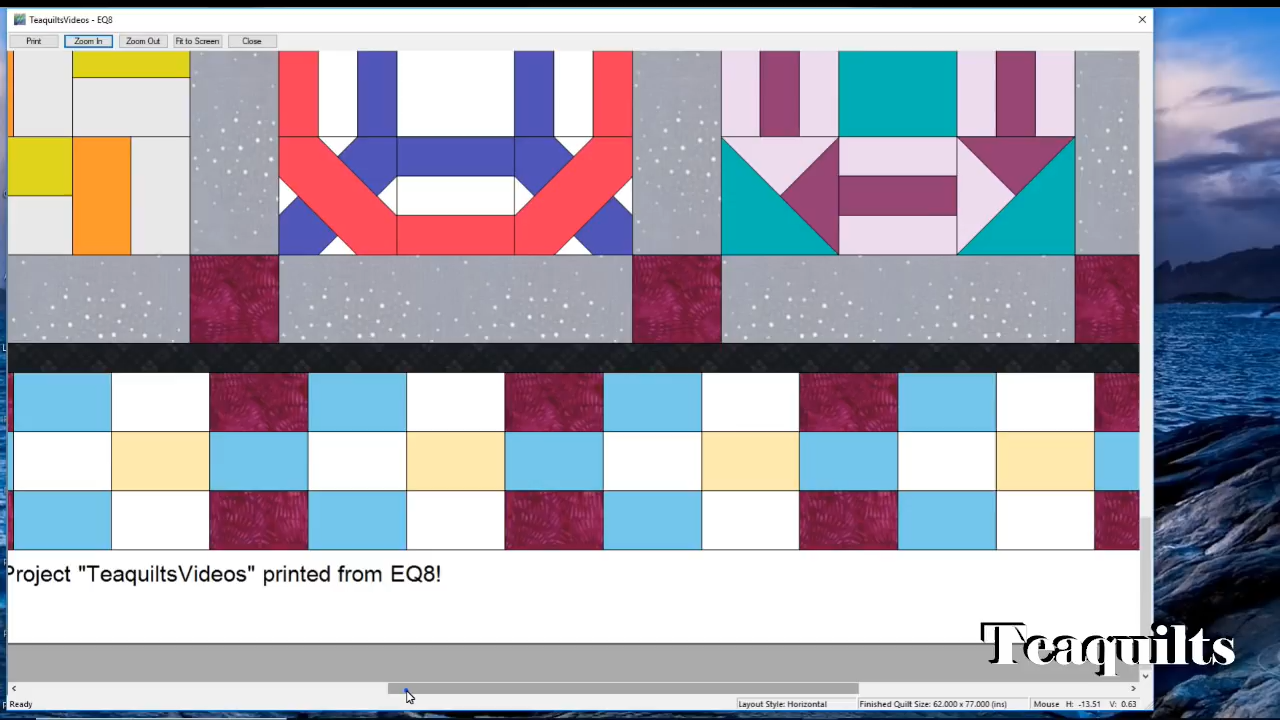 TeaquiltsVideos - EQ8
Print Zoom In Zoom Out Fit to Screen Close
Project "TeaquiltsVideos" printed from EQ8!
Teaquilts
Ready Layout Style: Horizontal Finished Quilt Size: 62.000 x 77.000 (ins) Mouse H: -13.51 V: 0.63